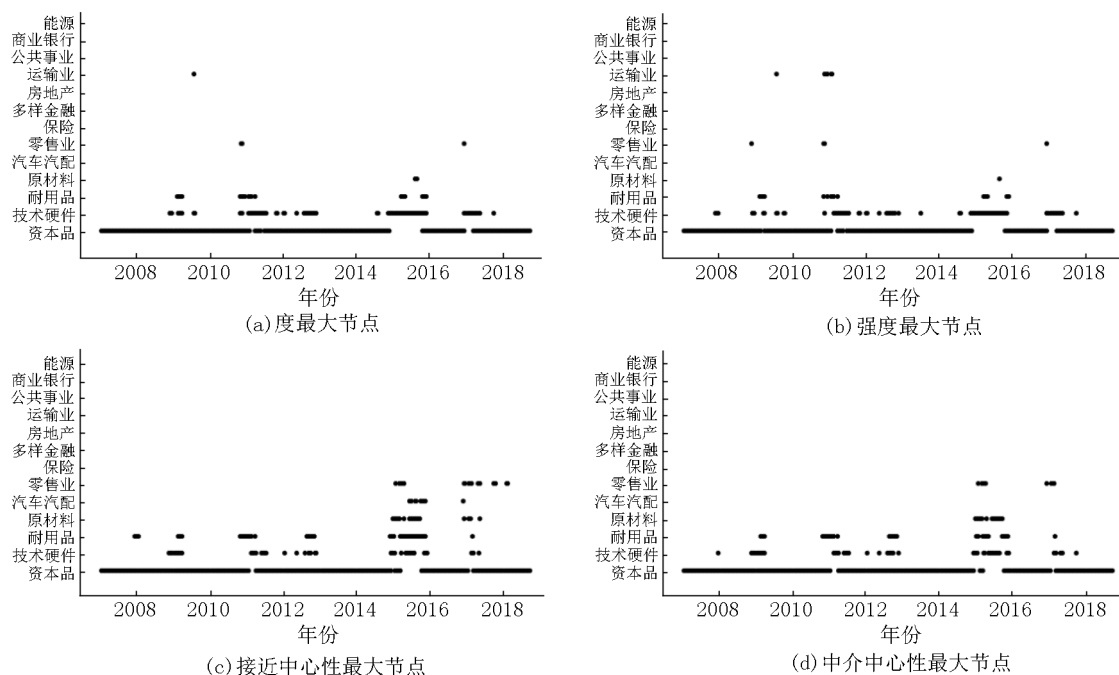 能源
商业银行
公共事业
运输业
房地产
多样金融
保险
零售业
汽车汽配
原材料
耐用品
技术硬件
资本品
2008 2010 2012 2014 2016 2018
年份
(a)度最大节点
能源
商业银行
公共事业
运输业
房地产
多样金融
保险
零售业
汽车汽配
原材料
耐用品
技术硬件
资本品
2008 2010 2012 2014 2016 2018
年份
(b)强度最大节点
能源
商业银行
公共事业
运输业
房地产
多样金融
保险
零售业
汽车汽配
原材料
耐用品
技术硬件
资本品
2008 2010 2012 2014 2016 2018
年份
(c)接近中心性最大节点
能源
商业银行
公共事业
运输业
房地产
多样金融
保险
零售业
汽车汽配
原材料
耐用品
技术硬件
资本品
2008 2010 2012 2014 2016 2018
年份
(d)中介中心性最大节点